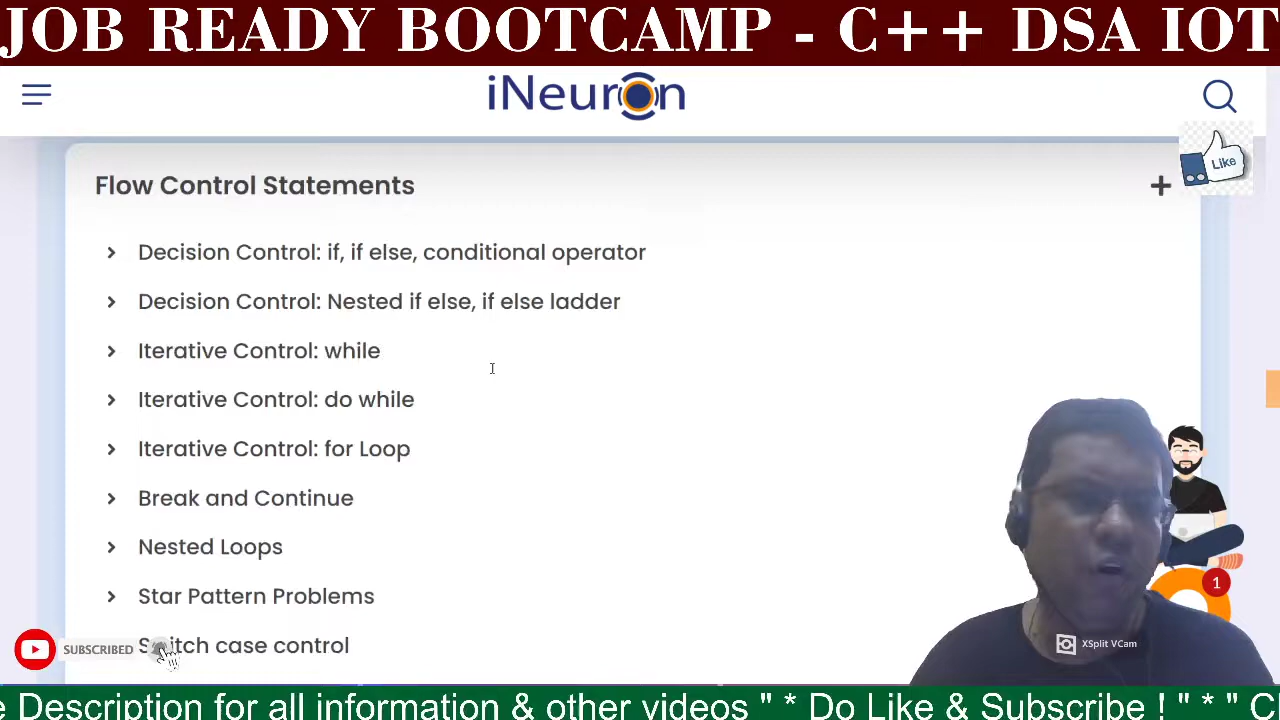 JOB READY BOOTCAMP - C++ DSA IOT
iNeuron
Like
Flow Control Statements
+
Decision Control: if, if else, conditional operator
Decision Control: Nested if else, if else ladder
Iterative Control: while
Iterative Control: do while
Iterative Control: for Loop
Break and Continue
Nested Loops
Star Pattern Problems
1
Switch case control
SUBSCRIBED
XSplit VCam
e Description for all information & other videos " * Do Like & Subscribe ! " * " C